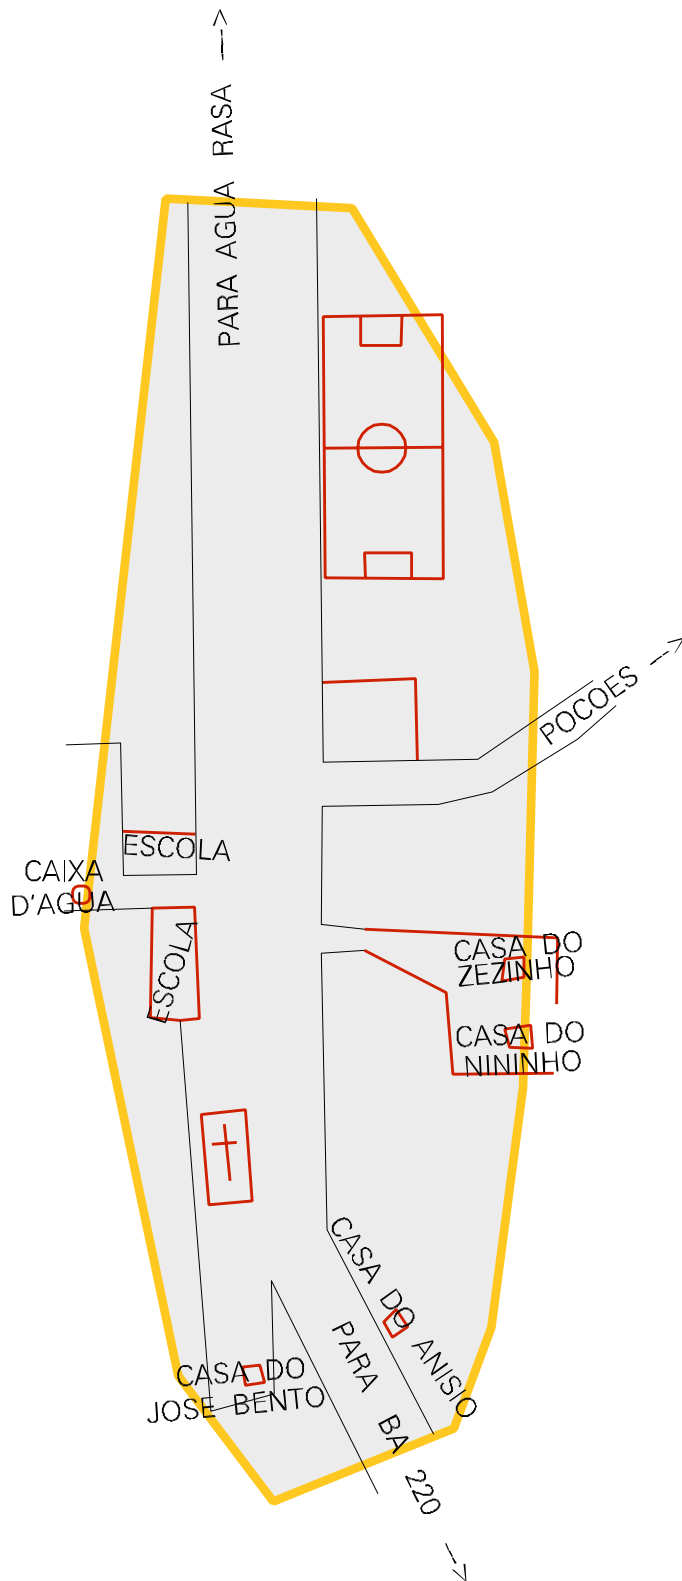 PARA AGUA RASA --->
POCOES --->
ESCOLA
CAIXA
D'AGUA
ESCOLA
CASA DO
ZEZINHO
CASA DO
NININHO
CASA DO ANISIO
CASA DO
JOSE BENTO
PARA BA 220 --->